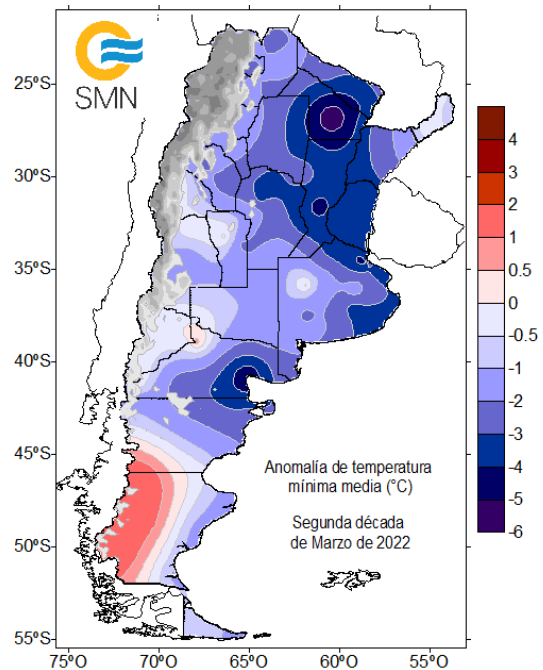 SMN
25ºS
30ºS
35ºS
40ºS
45ºS
50ºS
55ºS
75ºO 70ºO 65ºO 60ºO 55ºO
4
3
2
1
0.5
0
-0.5
-1
-2
-3
-4
-5
-6
Anomalía de temperatura
mínima media (°C)
Segunda década
de Marzo de 2022